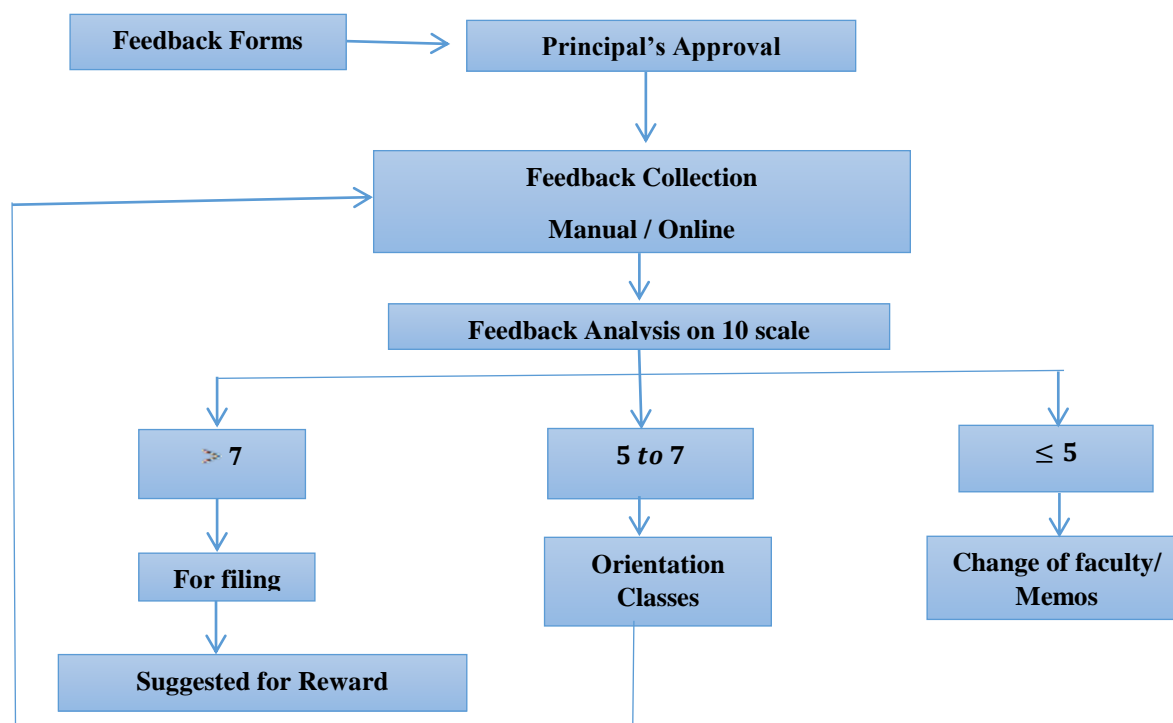 Feedback Forms
Principal's Approval
Feedback Collection
Manual / Online
Feedback Analysis on 10 scale
> 7
5 to 7
≤ 5
For filing
Orientation
Classes
Change of faculty/
Memos
Suggested for Reward